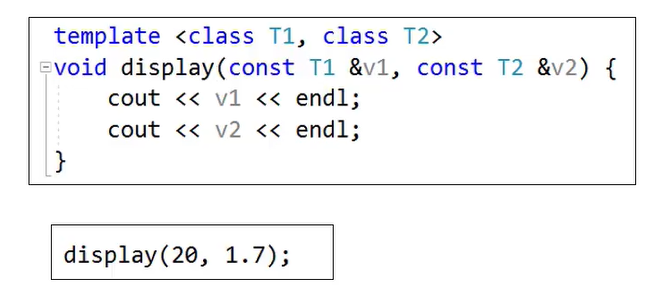 template <class T1, class T2>
void display(const T1 &v1, const T2 &v2) {
    cout << v1 << endl;
    cout << v2 << endl;
}
display(20, 1.7);